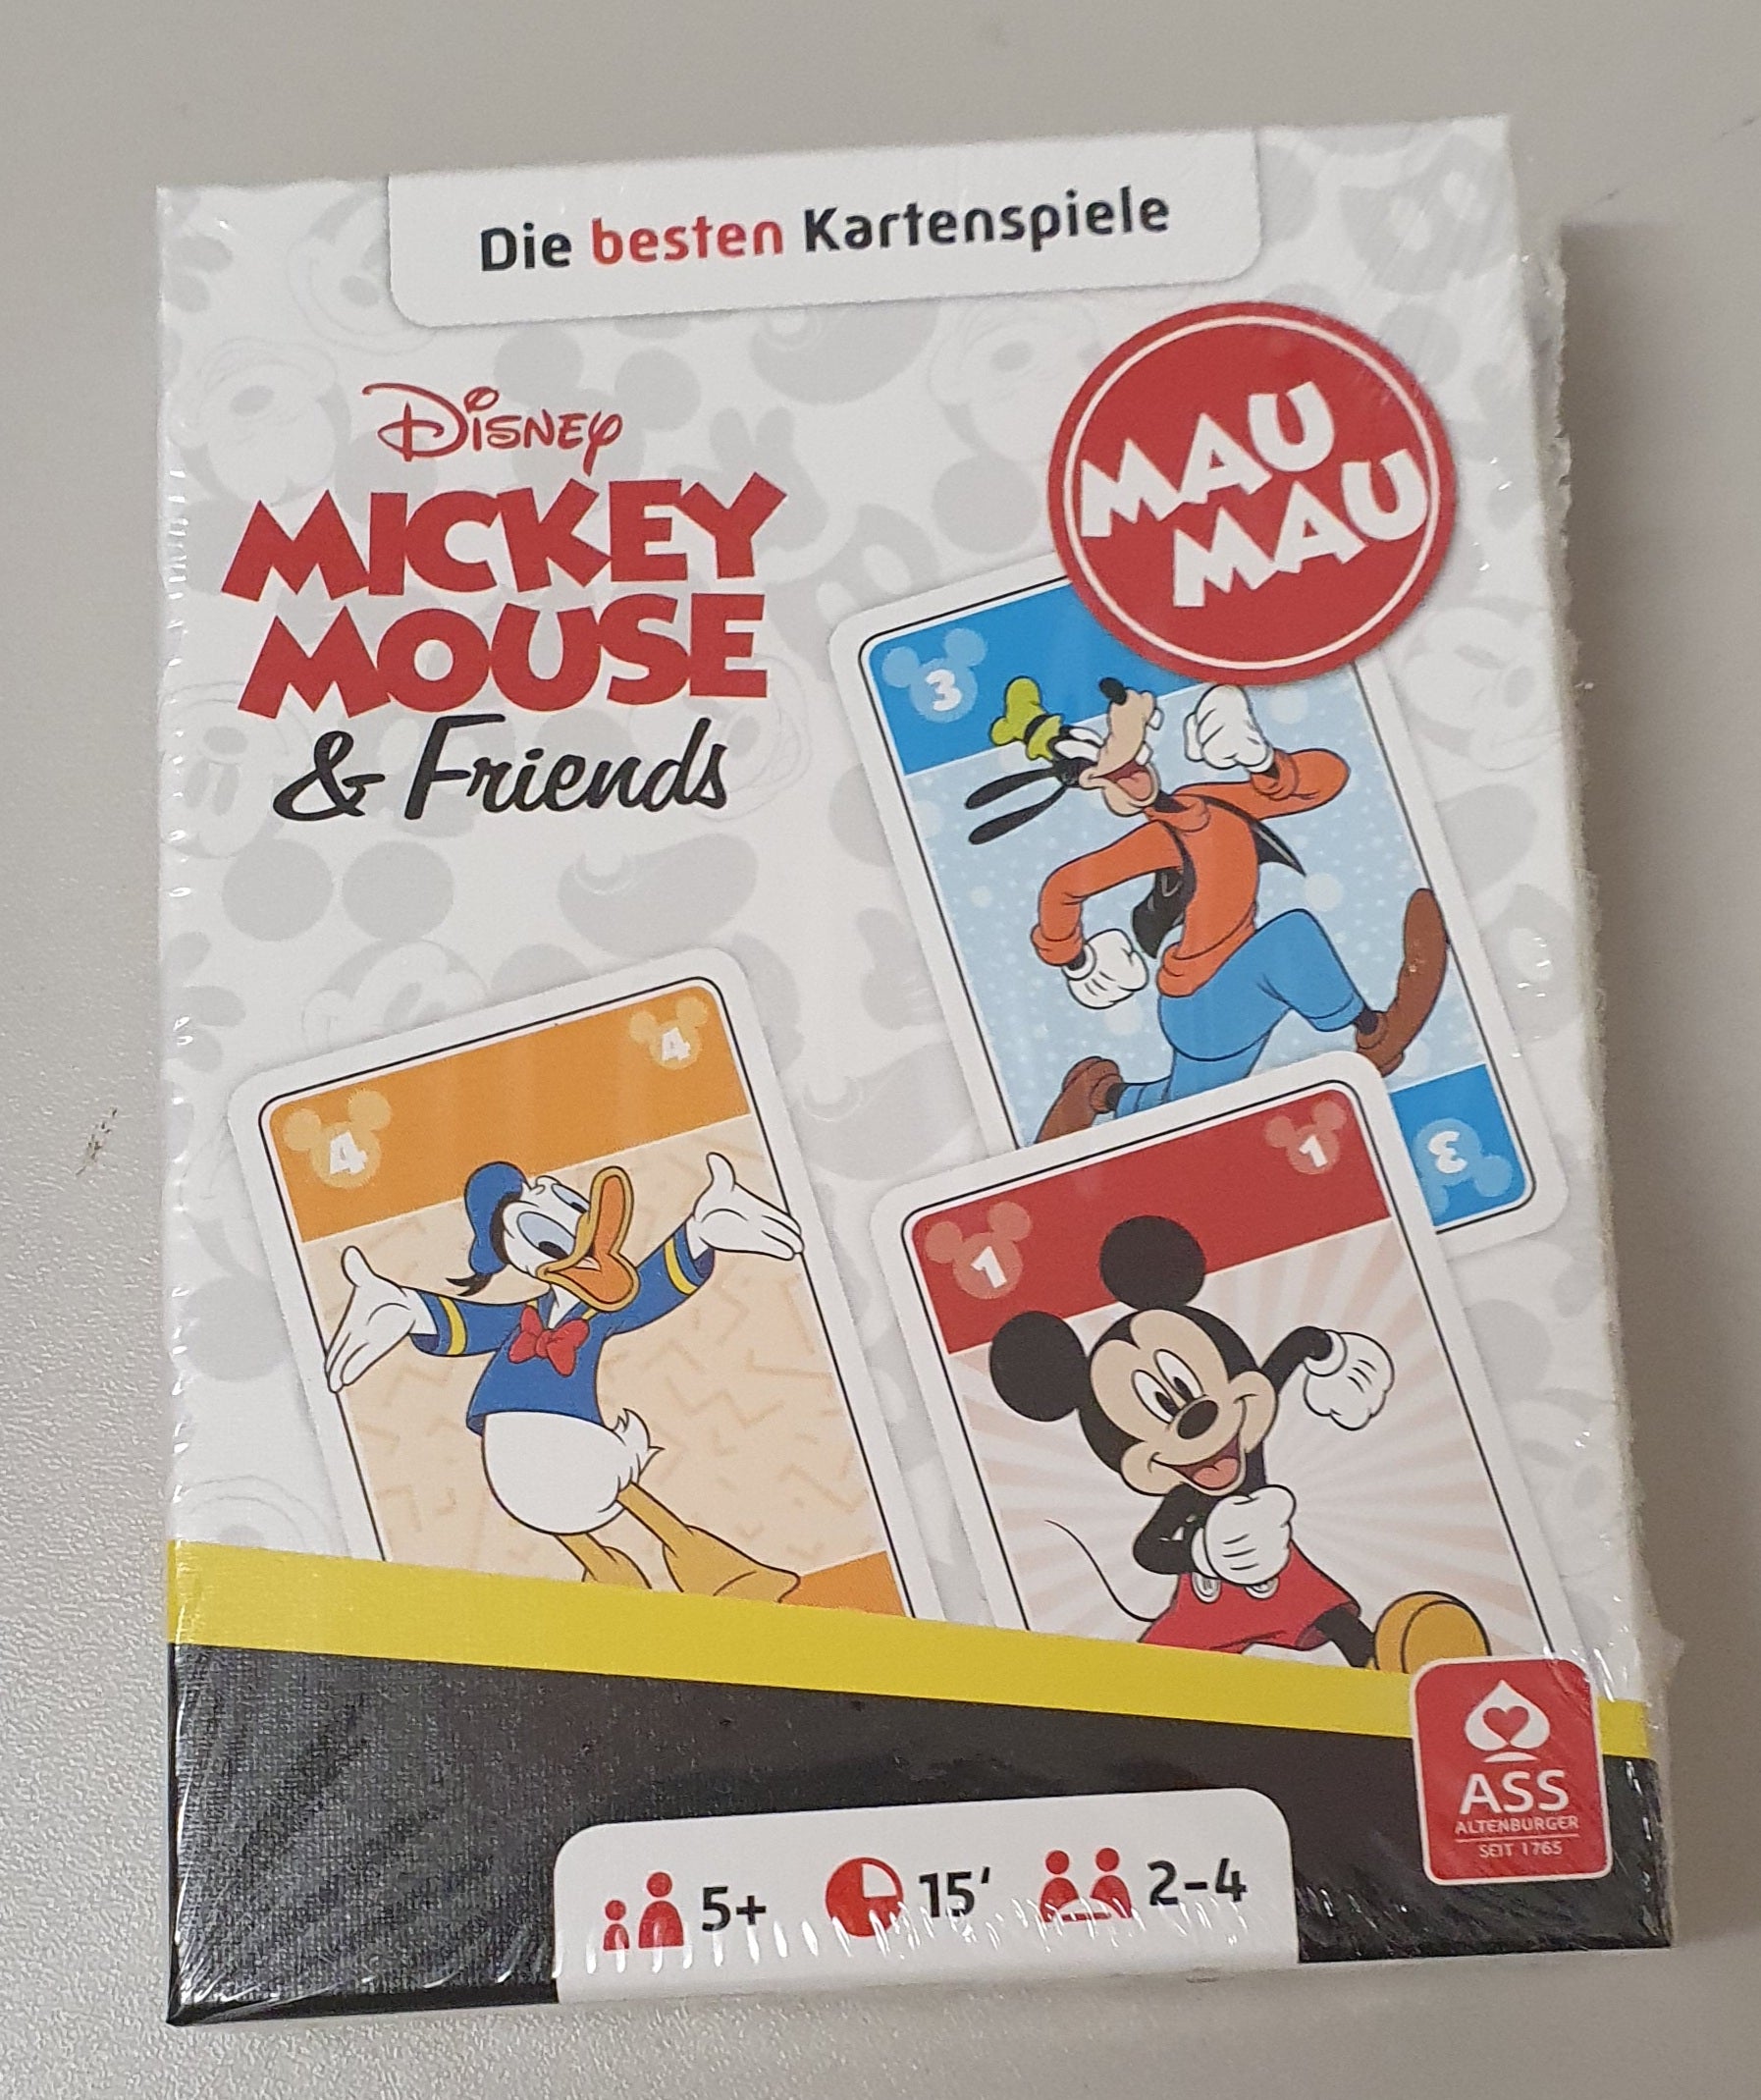 Die besten Kartenspiele
Disney
MICKEY
MOUSE
& Friends
MAU
MAU
3
3
4
4
1
1
ASS
ALTENBURGER
SEIT 1765
5+
15'
2-4